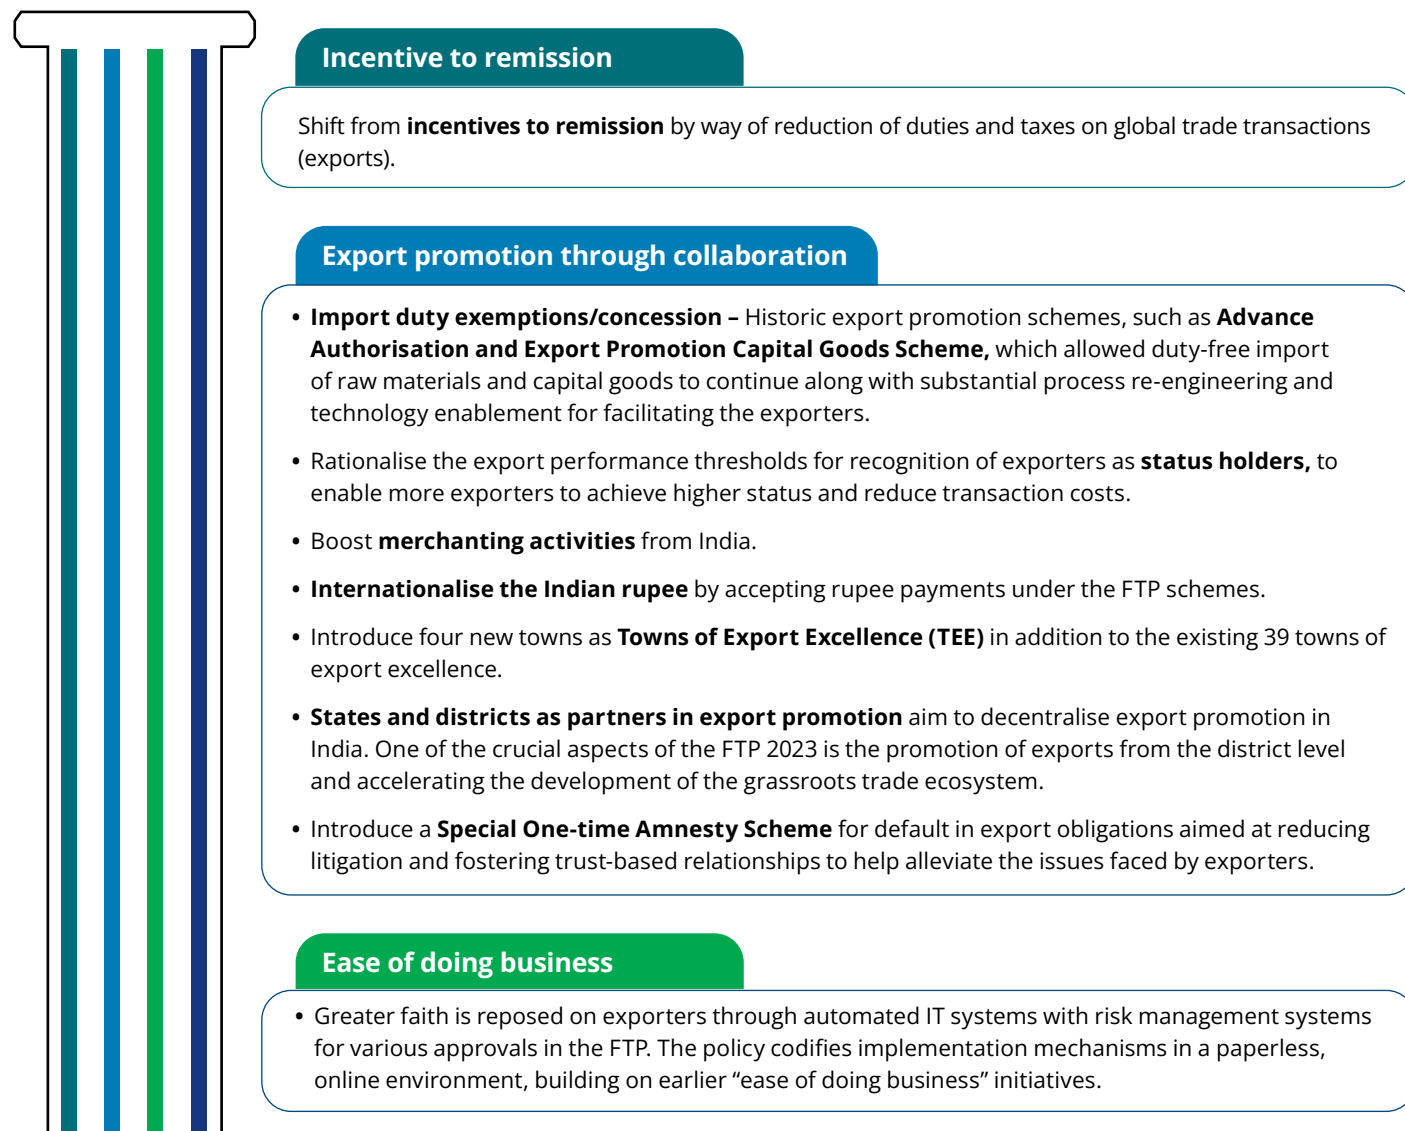 Incentive to remission
Shift from incentives to remission by way of reduction of duties and taxes on global trade transactions
(exports).
Export promotion through collaboration
• Import duty exemptions/concession – Historic export promotion schemes, such as Advance
Authorisation and Export Promotion Capital Goods Scheme, which allowed duty-free import
of raw materials and capital goods to continue along with substantial process re-engineering and
technology enablement for facilitating the exporters.
• Rationalise the export performance thresholds for recognition of exporters as status holders, to
enable more exporters to achieve higher status and reduce transaction costs.
• Boost merchanting activities from India.
• Internationalise the Indian rupee by accepting rupee payments under the FTP schemes.
• Introduce four new towns as Towns of Export Excellence (TEE) in addition to the existing 39 towns of
export excellence.
• States and districts as partners in export promotion aim to decentralise export promotion in
India. One of the crucial aspects of the FTP 2023 is the promotion of exports from the district level
and accelerating the development of the grassroots trade ecosystem.
• Introduce a Special One-time Amnesty Scheme for default in export obligations aimed at reducing
litigation and fostering trust-based relationships to help alleviate the issues faced by exporters.
Ease of doing business
• Greater faith is reposed on exporters through automated IT systems with risk management systems
for various approvals in the FTP. The policy codifies implementation mechanisms in a paperless,
online environment, building on earlier “ease of doing business” initiatives.